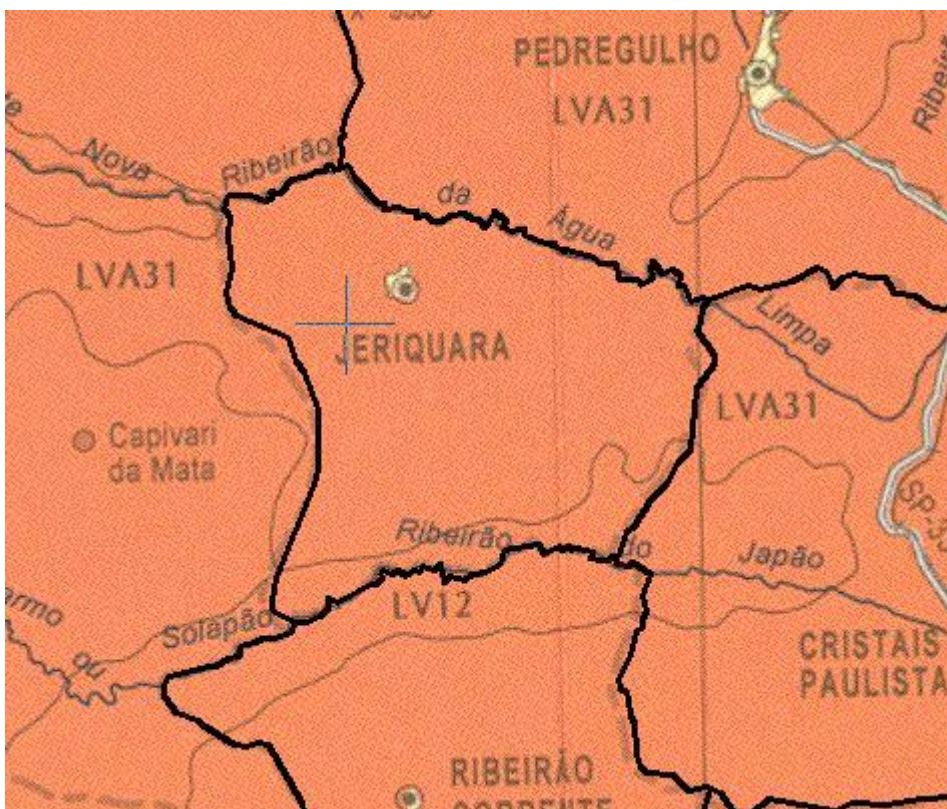 PEDREGULHO
LVA31
Nova
Ribeirão
da
Água
Limpa
LVA31
JERIQUARA
LVA31
Capivari
da Mata
Ribeirão
do
Japão
LV12
Solapão
ou
CRISTAIS
PAULISTA
RIBEIRÃO